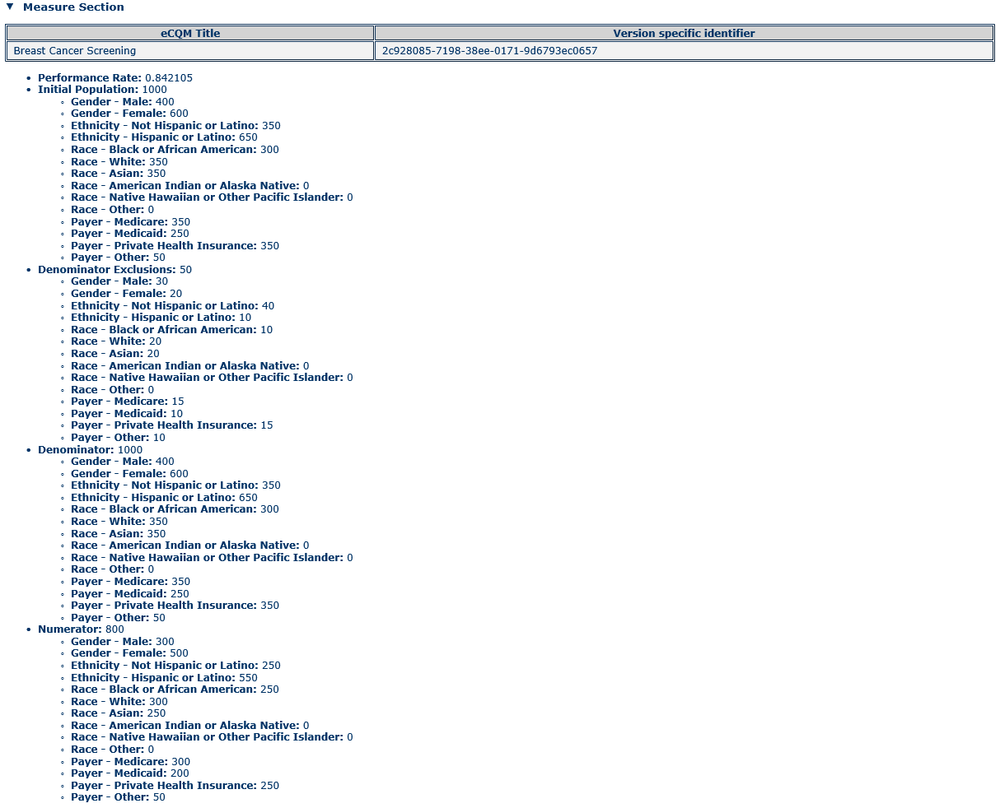 ▼ Measure Section
eCQM Title Version specific identifier
Breast Cancer Screening 2c928085-7198-38ee-0171-9d6793ec0657
• Performance Rate: 0.842105
• Initial Population: 1000
◦ Gender - Male: 400
◦ Gender - Female: 600
◦ Ethnicity - Not Hispanic or Latino: 350
◦ Ethnicity - Hispanic or Latino: 650
◦ Race - Black or African American: 300
◦ Race - White: 350
◦ Race - Asian: 350
◦ Race - American Indian or Alaska Native: 0
◦ Race - Native Hawaiian or Other Pacific Islander: 0
◦ Race - Other: 0
◦ Payer - Medicare: 350
◦ Payer - Medicaid: 250
◦ Payer - Private Health Insurance: 350
◦ Payer - Other: 50
• Denominator Exclusions: 50
◦ Gender - Male: 30
◦ Gender - Female: 20
◦ Ethnicity - Not Hispanic or Latino: 40
◦ Ethnicity - Hispanic or Latino: 10
◦ Race - Black or African American: 10
◦ Race - White: 20
◦ Race - Asian: 20
◦ Race - American Indian or Alaska Native: 0
◦ Race - Native Hawaiian or Other Pacific Islander: 0
◦ Race - Other: 0
◦ Payer - Medicare: 15
◦ Payer - Medicaid: 10
◦ Payer - Private Health Insurance: 15
◦ Payer - Other: 10
• Denominator: 1000
◦ Gender - Male: 400
◦ Gender - Female: 600
◦ Ethnicity - Not Hispanic or Latino: 350
◦ Ethnicity - Hispanic or Latino: 650
◦ Race - Black or African American: 300
◦ Race - White: 350
◦ Race - Asian: 350
◦ Race - American Indian or Alaska Native: 0
◦ Race - Native Hawaiian or Other Pacific Islander: 0
◦ Race - Other: 0
◦ Payer - Medicare: 350
◦ Payer - Medicaid: 250
◦ Payer - Private Health Insurance: 350
◦ Payer - Other: 50
• Numerator: 800
◦ Gender - Male: 300
◦ Gender - Female: 500
◦ Ethnicity - Not Hispanic or Latino: 250
◦ Ethnicity - Hispanic or Latino: 550
◦ Race - Black or African American: 250
◦ Race - White: 300
◦ Race - Asian: 250
◦ Race - American Indian or Alaska Native: 0
◦ Race - Native Hawaiian or Other Pacific Islander: 0
◦ Race - Other: 0
◦ Payer - Medicare: 300
◦ Payer - Medicaid: 200
◦ Payer - Private Health Insurance: 250
◦ Payer - Other: 50